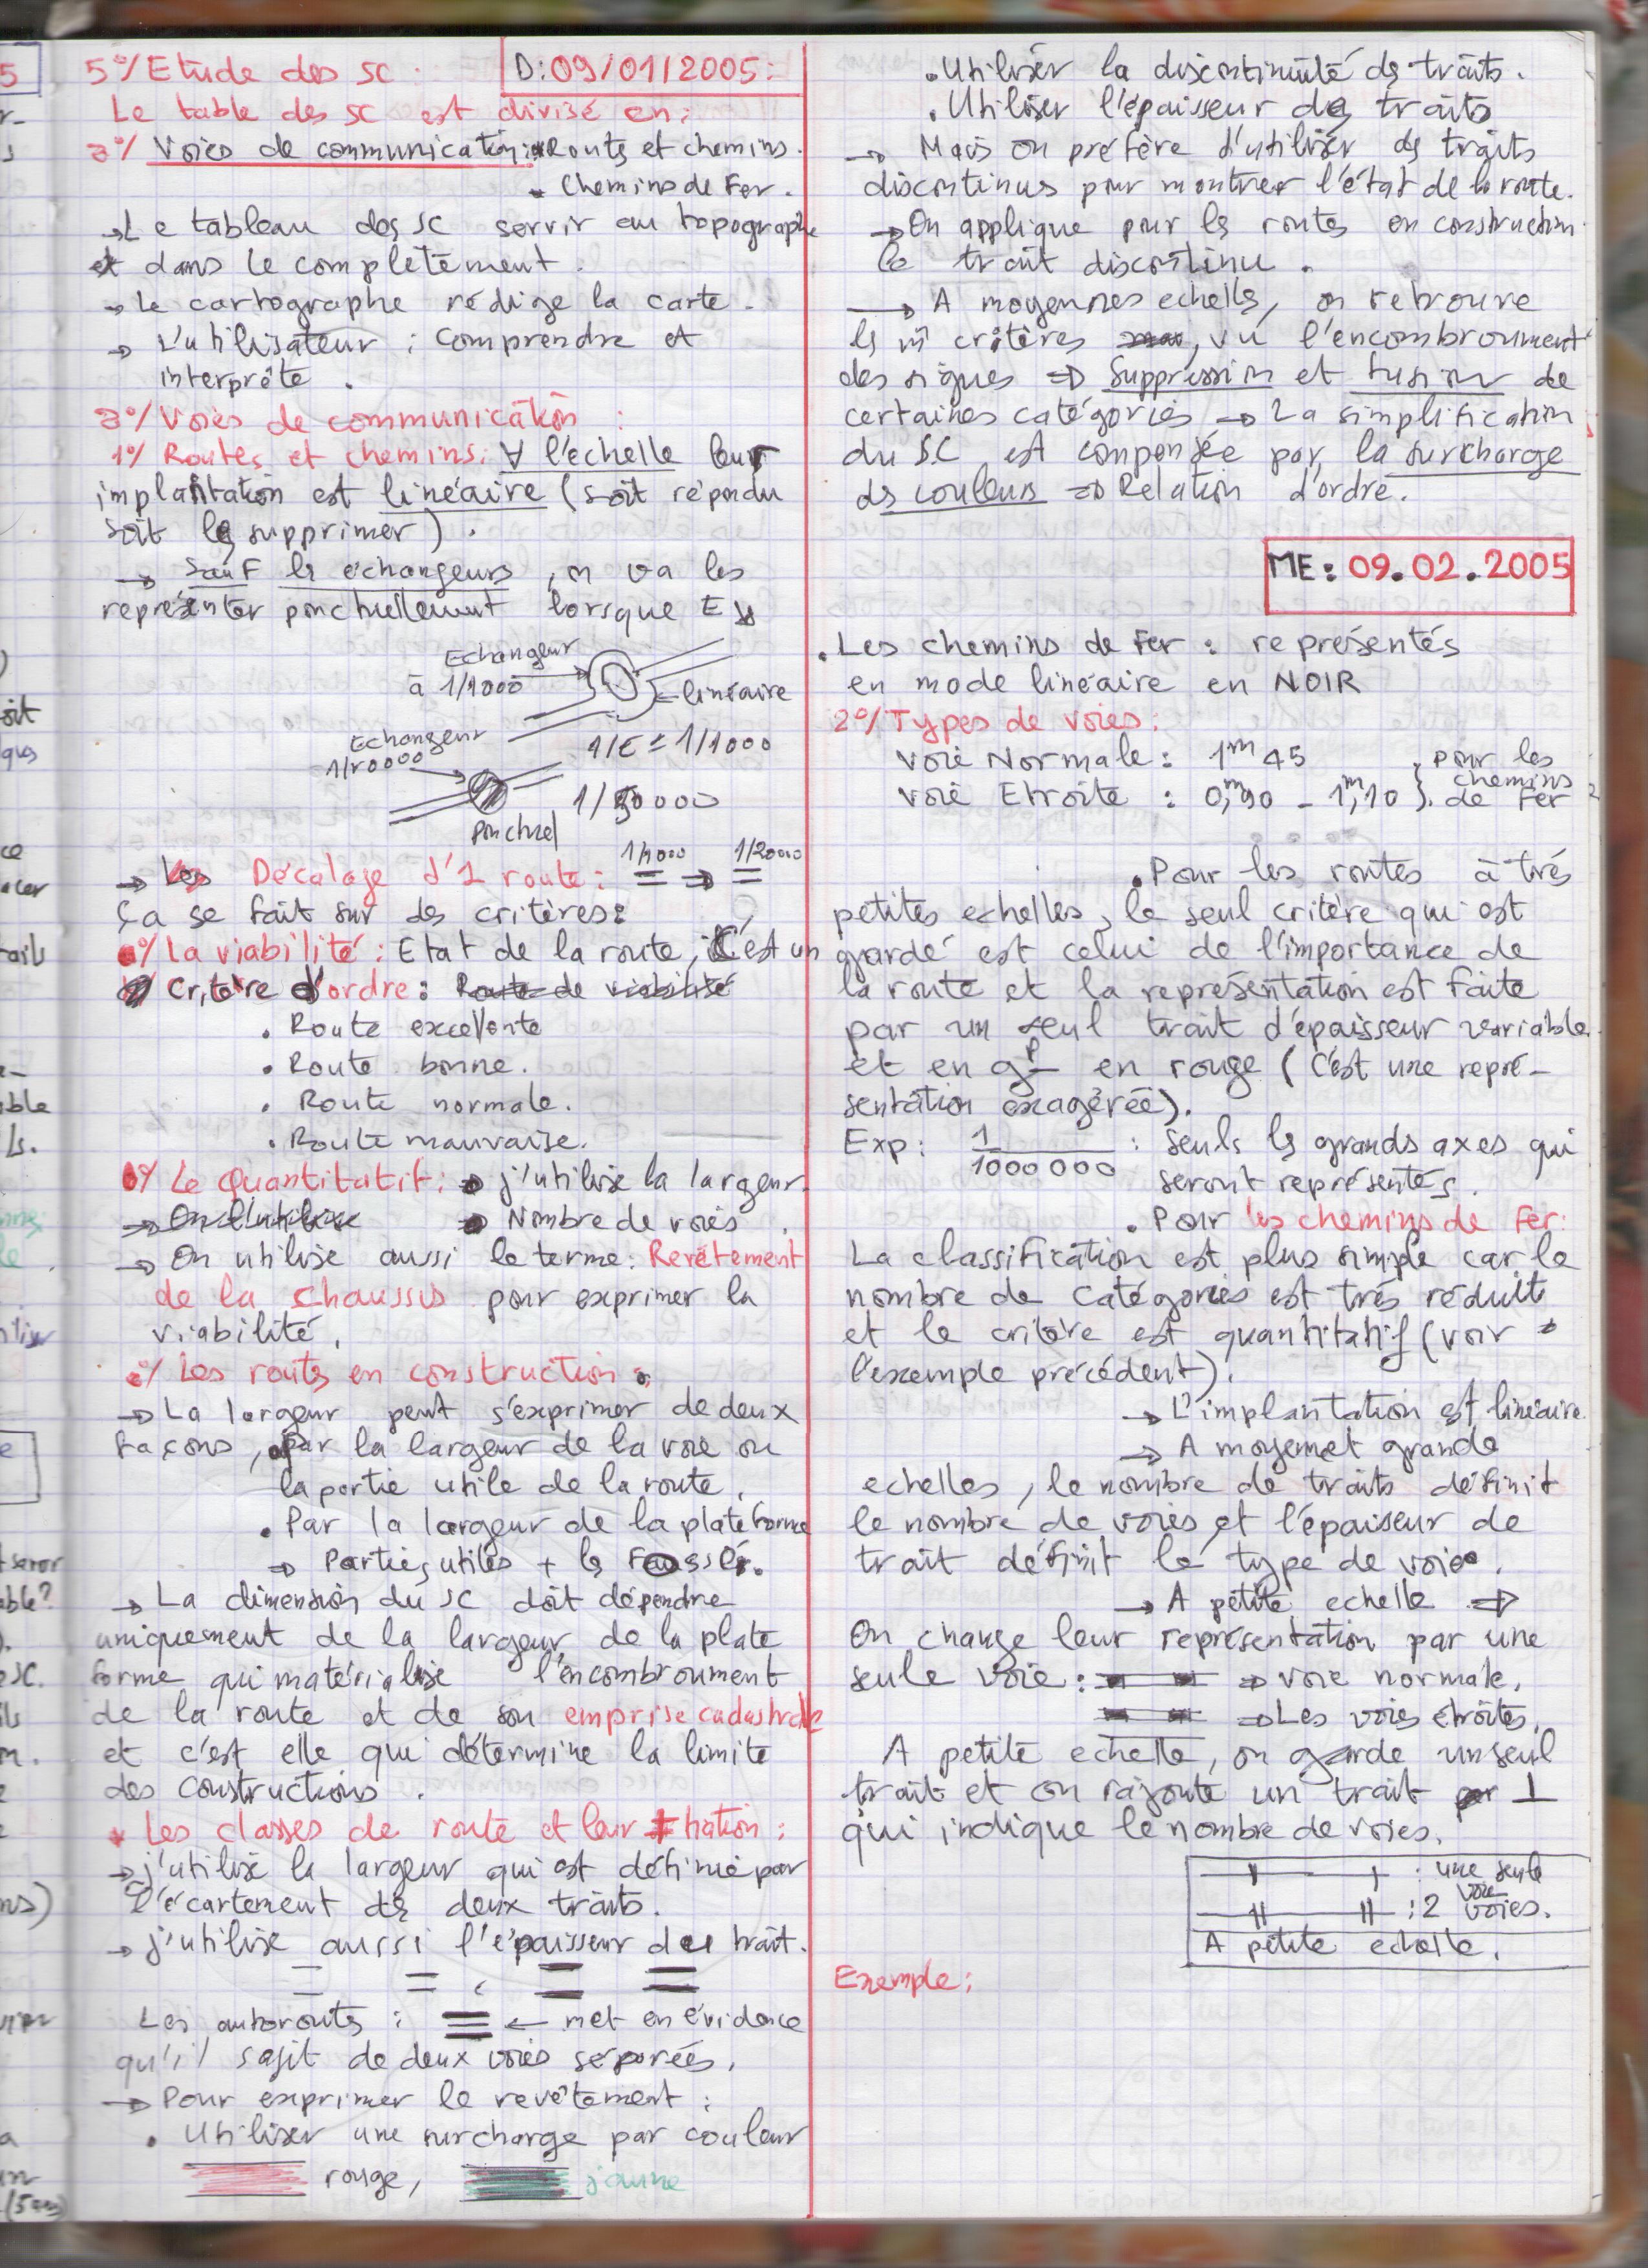 5°/ Etude des SC :
D: 09/01/2005:
Le table des SC est divisé en:
a°/ Voies de communication: * Routes et chemins.
* Chemins de Fer.
→ Le tableau des SC servir au topographe
et dans le complètement.
→ Le cartographe rédige la carte.
→ L'utilisateur : Comprendre et
interprête.
a°/ Voies de communication :
1°/ Routes et chemins: ∀ l'échelle leur
implantation est linéaire (soit répondu
soit les supprimer).
→ Sauf les échangeurs, on va les
représenter ponctuellement lorsque E ↘
Echangeur
à 1/1000
← linéaire
1/E = 1/1000
Echangeur
1/50000
1/50000
Ponctuel
1/1000 1/2000
→ Les Décalage d'1 route: = ⇒ =
ça se fait sur des critères:
a°/ La viabilité : Etat de la route, C'est un
Critère d'ordre: Route de viabilité
. Route excellente
. Route bonne.
. Route normale.
. Route mauvaise.
b°/ Le Quantitatif: → j'utilise la largeur.
→ On utilise → Nombre de voies.
→ On utilise aussi le terme: Revêtement
de la chaussus pour exprimer la
viabilité.
c°/ Les routes en construction:
→ La largeur peut s'exprimer de deux
Façons, par la largeur de la voie ou
la partie utile de la route.
. Par la largeur de la plateforme
⇒ Parties utiles + les Fossés.
→ La dimension du SC doit dépendre
uniquement de la largeur de la plate
forme qui matérialise l'encombrement
de la route et de son emprise cadastrale
et c'est elle qui détermine la limite
des constructions.
* Les classes de route et leur ≠ tiation:
→ j'utilise la largeur qui est définie par
l'écartement des deux traits.
→ j'utilise aussi l'épaisseur du trait.
Les autoroutes : ← met en évidence
qu'il sagit de deux voies séparées.
→ Pour exprimer le revêtement :
. Utiliser une surcharge par couleur
rouge, jaune
. Utiliser la discontinuité des traits.
. Utiliser l'épaisseur des traits
→ Mais on préfère d'utiliser des traits
discontinus pour montrer l'état de la route.
→ On applique pour les routes en construction
le trait discontinu.
→ A moyennes echelles, on retrouve
les m̂ critères, vu l'encombrement
des signes ⇒ Suppression et fusion de
certaines catégories → La simplification
du SC est compensée par la surcharge
des couleurs ⇒ Relation d'ordre.
ME: 09.02.2005
. Les chemins de Fer : représentés
en mode linéaire en NOIR
2°/ Types de voies:
Voie Normale: 1m 45
Voie Etroite : 0,m90 - 1,m10 } pour les chemins de Fer
. Pour les routes à très
petites echelles, le seul critère qui est
gardé est celui de l'importance de
la route et la représentation est faite
par un seul trait d'épaisseur variable
et en gp en rouge (C'est une repré-
sentation exagérée).
Exp: 1/1000000 : seuls les grands axes qui
seront représentés.
. Pour les chemins de Fer:
La classification est plus simple car le
nombre de catégories est très réduit
et le critère est quantitatif (voir
l'exemple précédent).
→ L'implantation est linéaire.
→ A moyen et grande
echelles, le nombre de traits définit
le nombre de voies et l'épaisseur de
trait définit le type de voie.
→ A petite echelle ⇒
On change leur représentation par une
seule voie: ⇒ voie normale,
⇒ Les voies étroites,
A petite echelle, on garde un seul
trait et on rajoute un trait ⊥
qui indique le nombre de voies.
: une seule voie
: 2 voies.
A petite echelle.
Exemple: